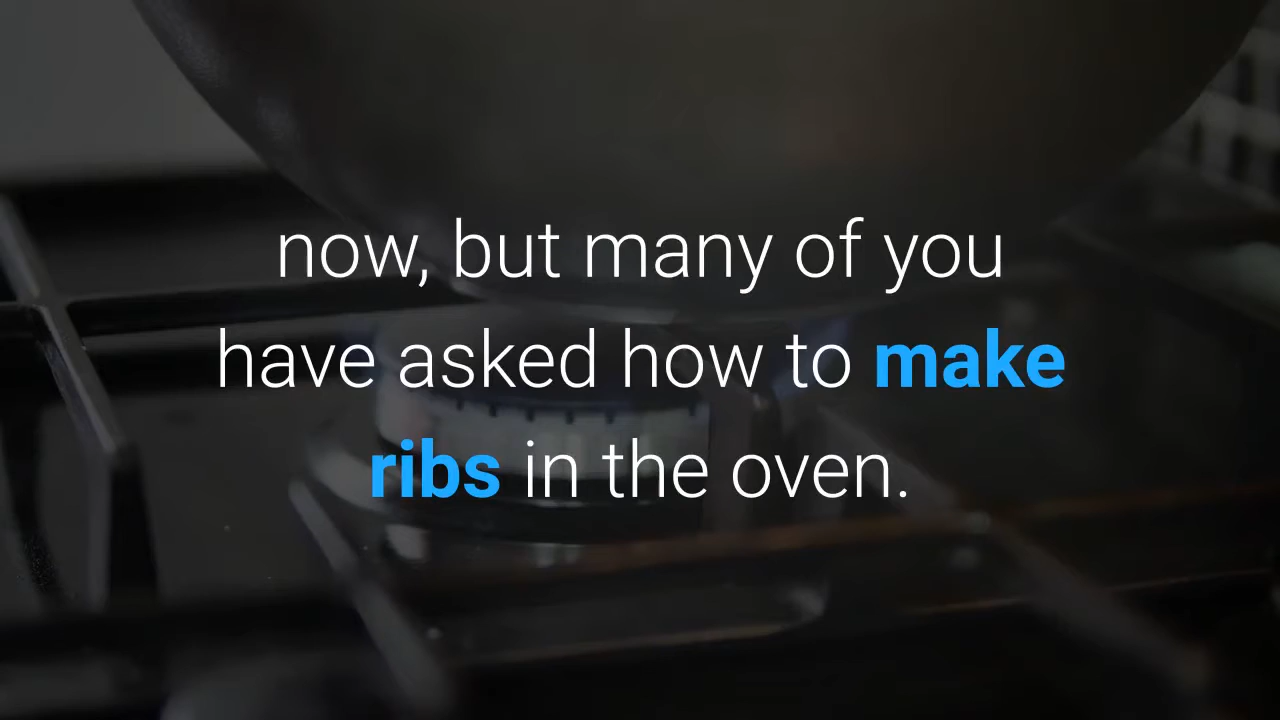 now, but many of you
have asked how to make
ribs in the oven.